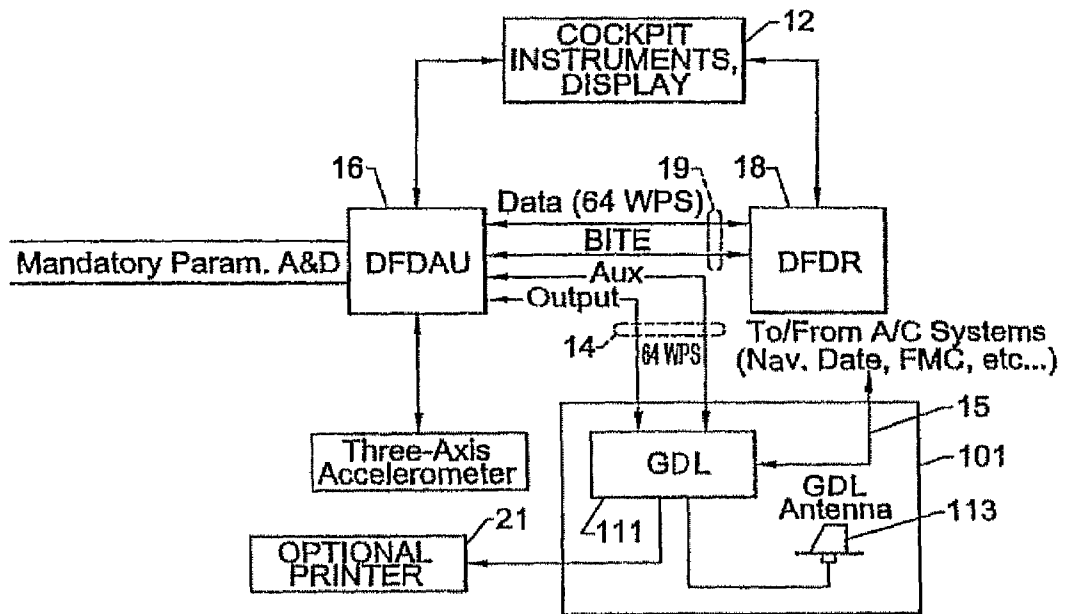 12
COCKPIT
INSTRUMENTS,
DISPLAY
16
19
18
Data (64 WPS)
BITE
Mandatory Param. A&D
DFDAU
DFDR
Aux
Output
14
64 WPS
To/From A/C Systems
(Nav. Date, FMC, etc...)
15
101
Three-Axis
Accelerometer
GDL
GDL
Antenna
113
111
21
OPTIONAL
PRINTER